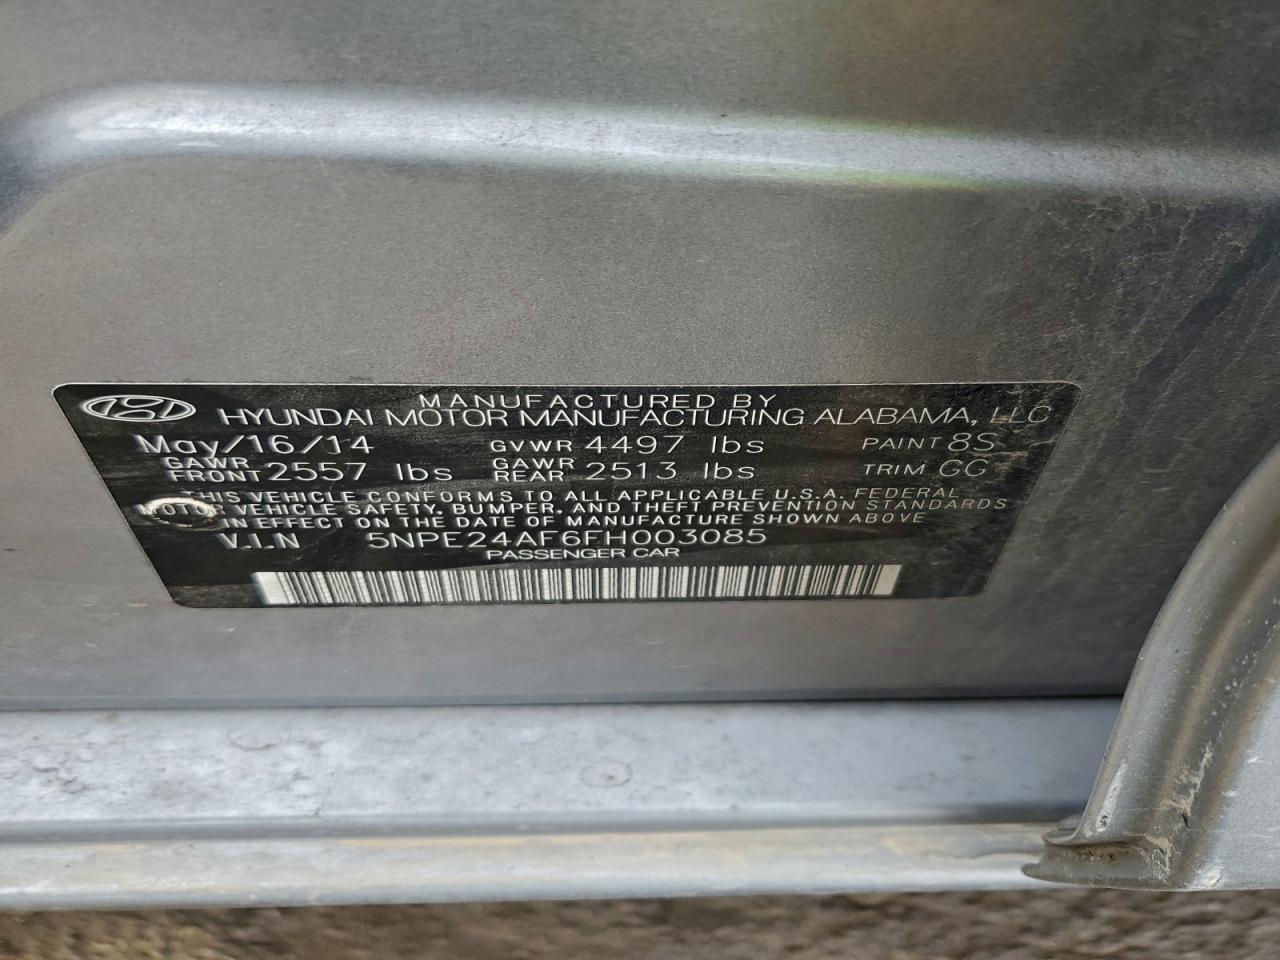 MANUFACTURED BY
HYUNDAI MOTOR MANUFACTURING ALABAMA, LLC
May/16/14 GVWR 4497 lbs PAINT 8S
GAWR FRONT 2557 lbs GAWR REAR 2513 lbs TRIM GG
THIS VEHICLE CONFORMS TO ALL APPLICABLE U.S.A. FEDERAL
MOTOR VEHICLE SAFETY, BUMPER, AND THEFT PREVENTION STANDARDS
IN EFFECT ON THE DATE OF MANUFACTURE SHOWN ABOVE
V.I.N 5NPE24AF6FH003085
PASSENGER CAR